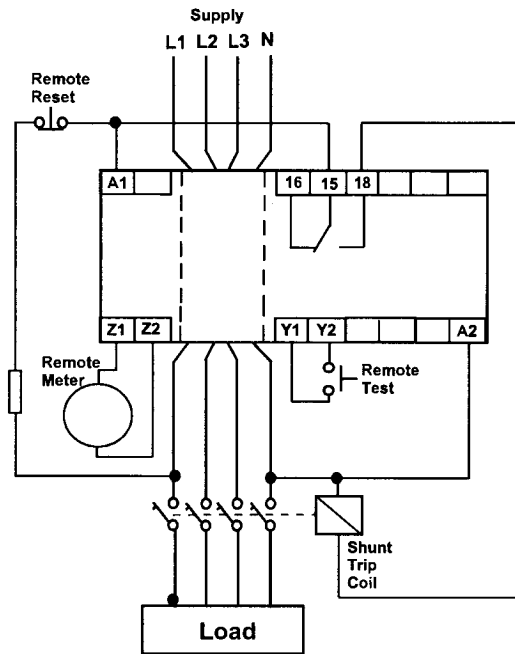 Supply
L1 L2 L3 N
Remote
Reset
A1
16 15 18
Z1 Z2
Y1 Y2
A2
Remote
Meter
Remote
Test
Shunt
Trip
Coil
Load